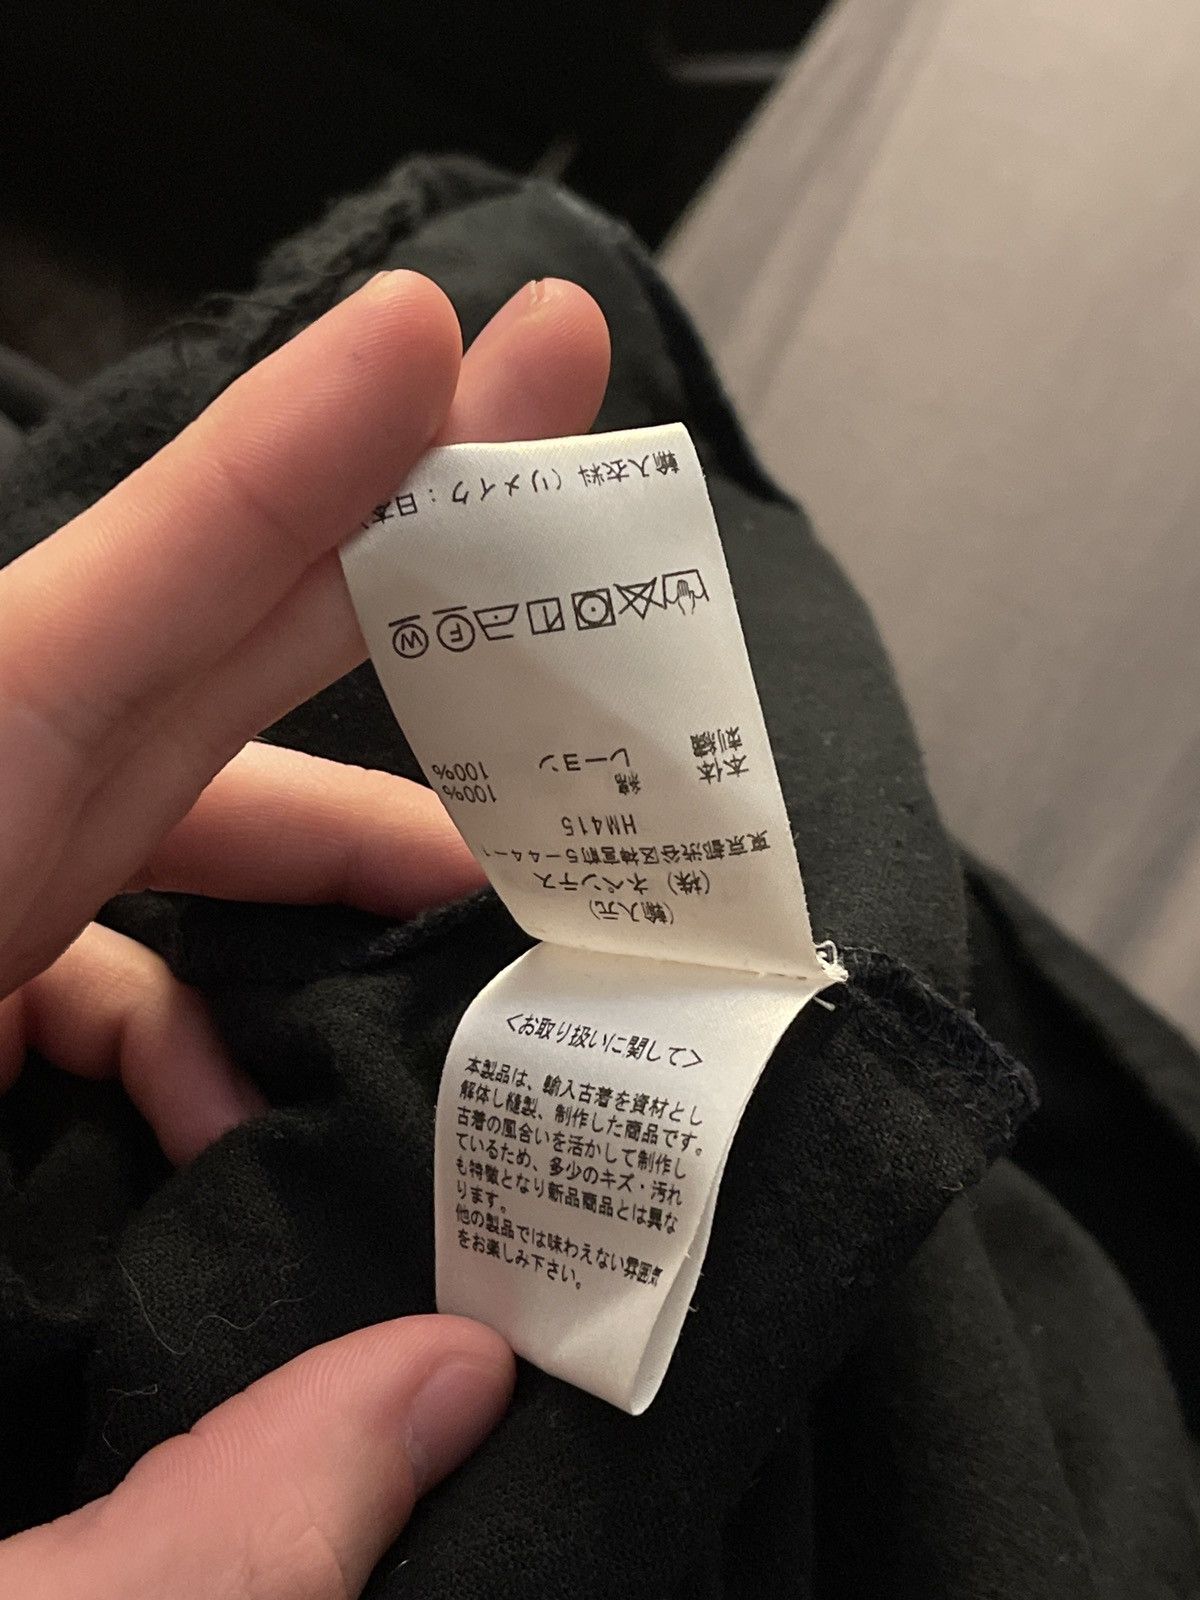 輸入衣料（リメイク：日本
本体 綿 100%
刺繍 レーヨン 100%
HM415
(輸入元)
(株) ネペンテス
東京都渋谷区神宮前5-44-1
<お取り扱いに関して>
本製品は、輸入古着を資材とし
解体し縫製、制作した商品です。
古着の風合いを活かして制作し
ているため、多少のキズ・汚れ
も特徴となり新品商品とは異な
ります。
他の製品では味わえない雰囲気
をお楽しみ下さい。